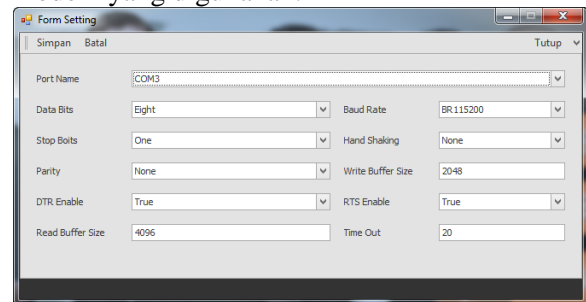 Form Setting
Simpan Batal Tutup
Port Name COM3
Data Bits Eight Baud Rate BR115200
Stop Boits One Hand Shaking None
Parity None Write Buffer Size 2048
DTR Enable True RTS Enable True
Read Buffer Size 4096 Time Out 20